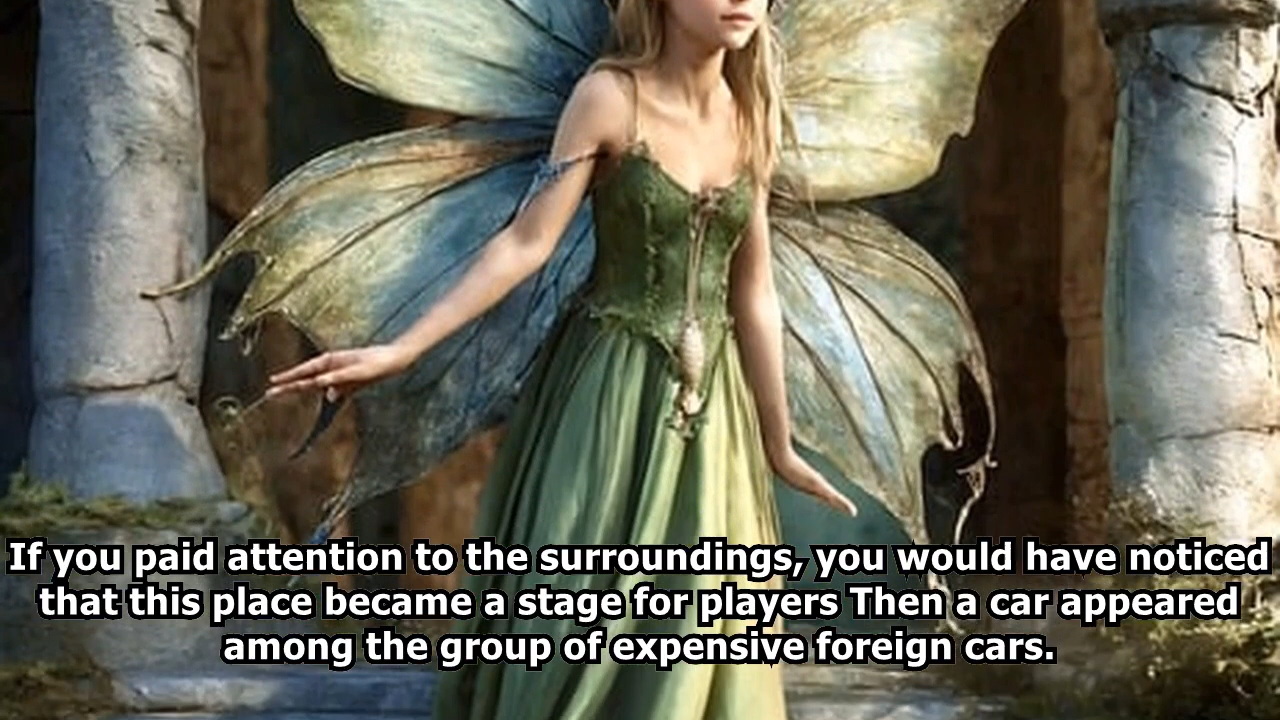 If you paid attention to the surroundings, you would have noticed
that this place became a stage for players Then a car appeared
among the group of expensive foreign cars.